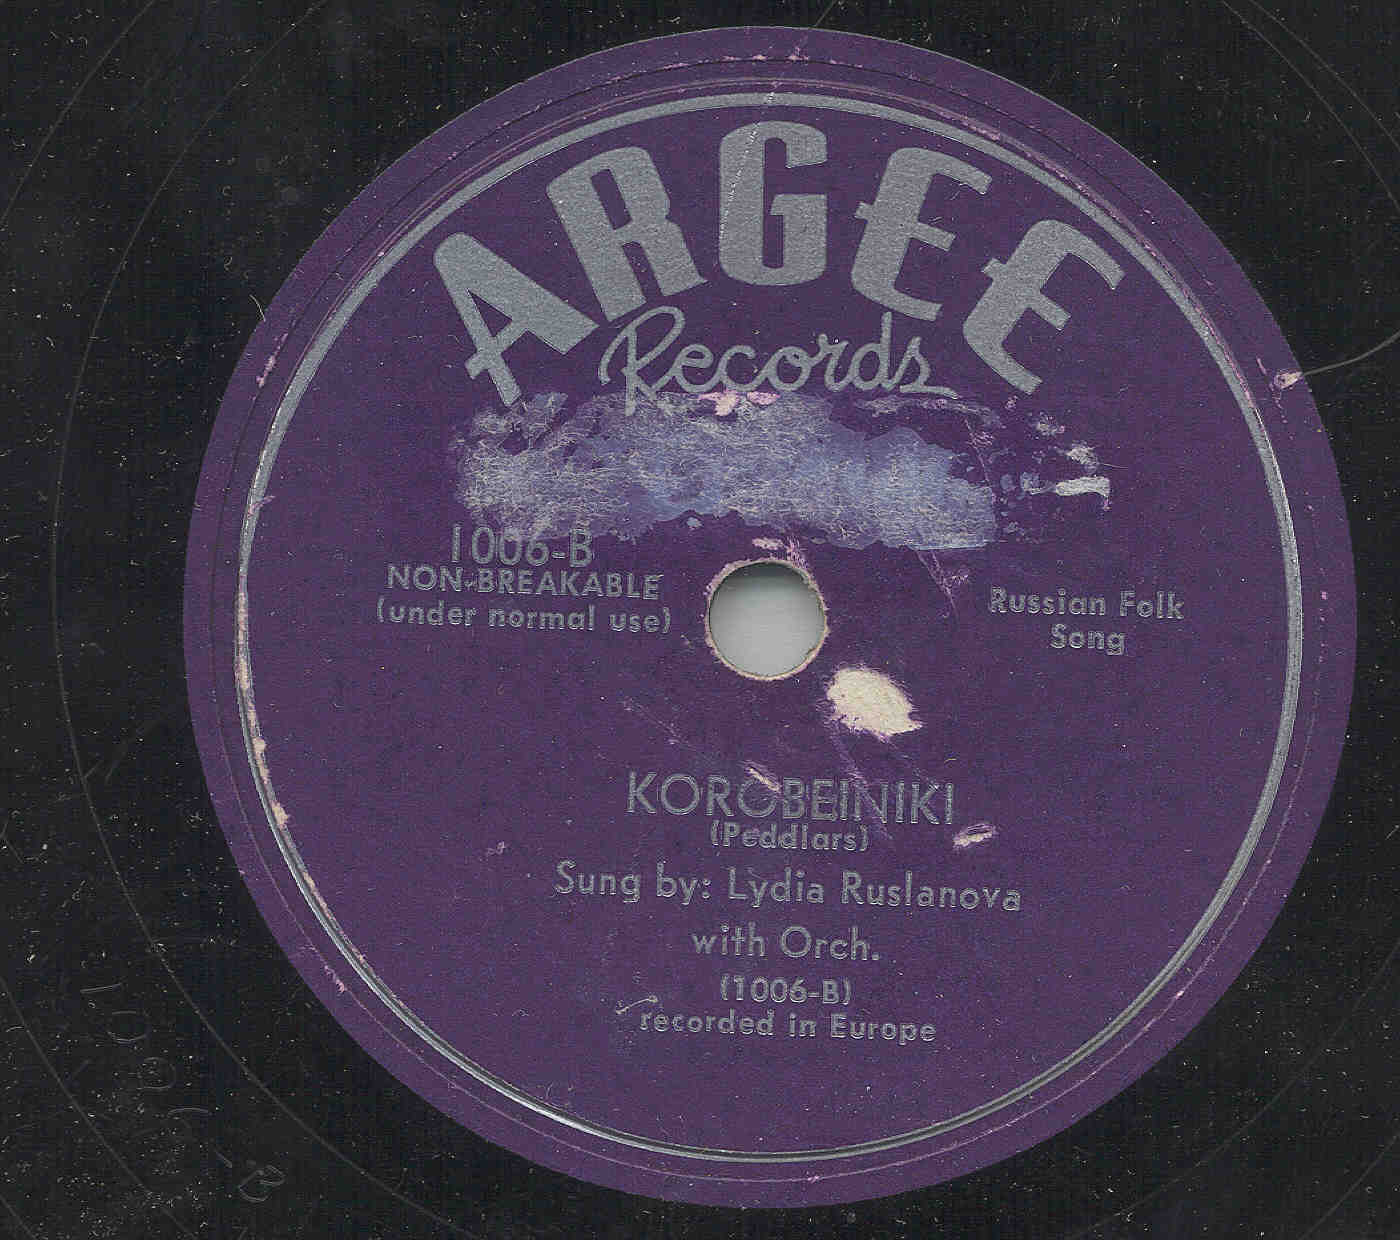 ARGEE
Records
1006-B
NON-BREAKABLE
(under normal use)
Russian Folk
Song
KOROBEINIKI
(Peddlars)
Sung by: Lydia Ruslanova
with Orch.
(1006-B)
recorded in Europe
1006-B